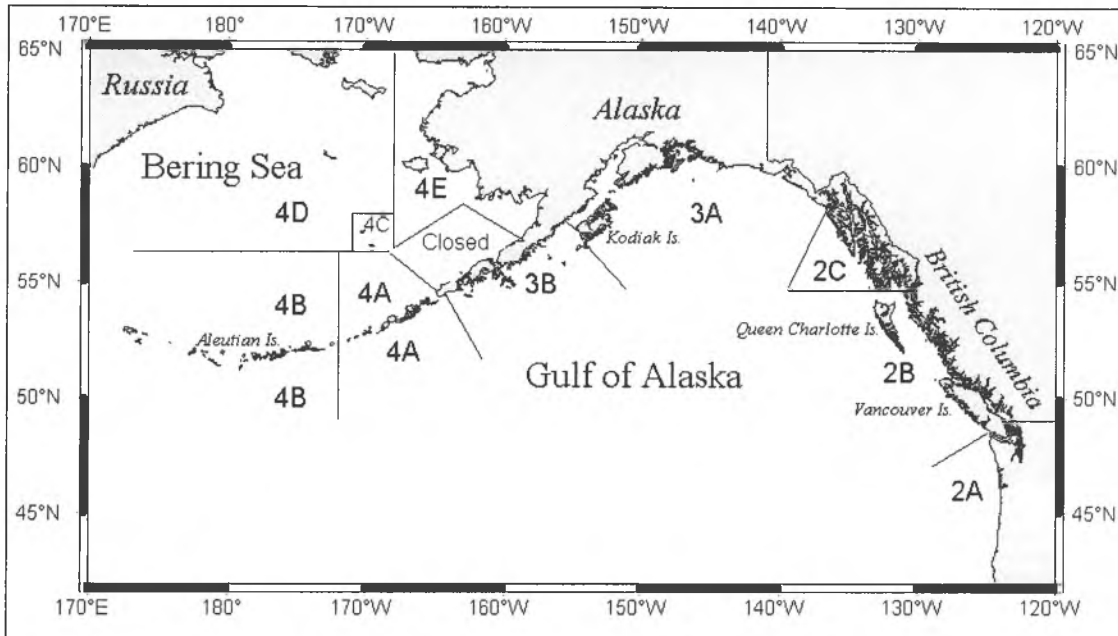 170°E 180° 170°W 160°W 150°W 140°W 130°W 120°W
65°N 65°N
Russia
Alaska
60°N 60°N
Bering Sea
4E
4D
4C
3A
Closed
Kodiak Is.
2C
British Columbia
55°N 55°N
4B
4A
3B
Aleutian Is.
4A
Queen Charlotte Is.
Gulf of Alaska
2B
50°N 50°N
4B
Vancouver Is.
2A
45°N 45°N
170°E 180° 170°W 160°W 150°W 140°W 130°W 120°W